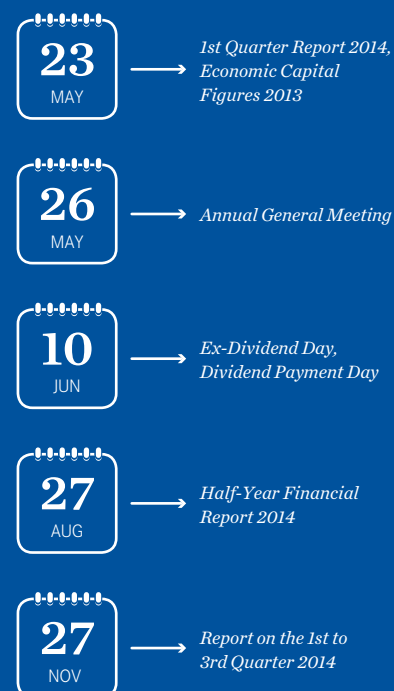 23
MAY
1st Quarter Report 2014,
Economic Capital
Figures 2013
26
MAY
Annual General Meeting
10
JUN
Ex-Dividend Day,
Dividend Payment Day
27
AUG
Half-Year Financial
Report 2014
27
NOV
Report on the 1st to
3rd Quarter 2014